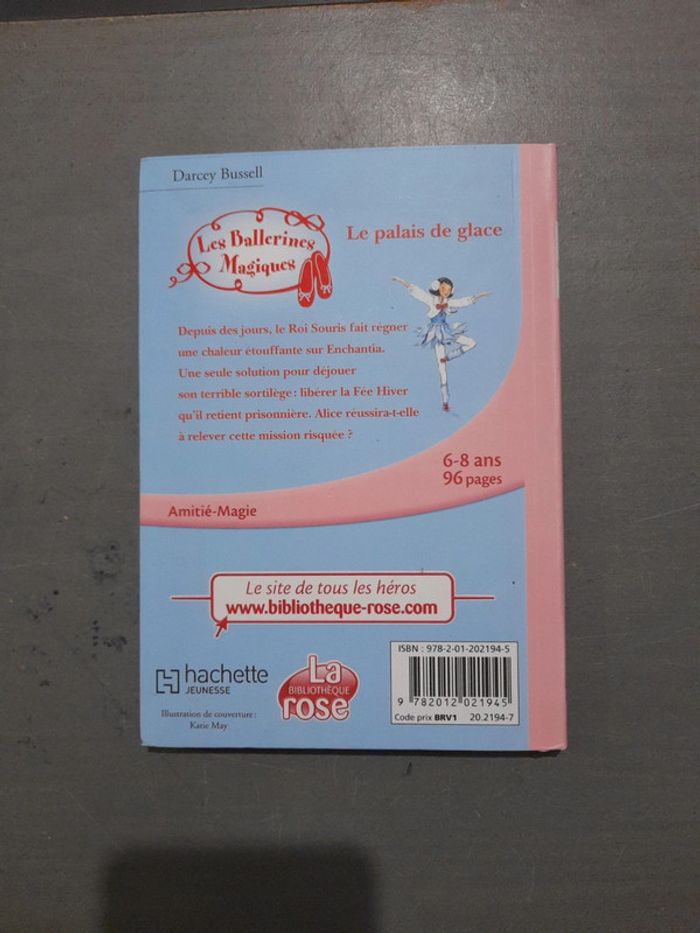 Darcey Bussell
Les Ballerines
Magiques
Le palais de glace
Depuis des jours, le Roi Souris fait régner
une chaleur étouffante sur Enchantia.
Une seule solution pour déjouer
son terrible sortilège : libérer la Fée Hiver
qu'il retient prisonnière. Alice réussira-t-elle
à relever cette mission risquée ?
6-8 ans
96 pages
Amitié-Magie
Le site de tous les héros
www.bibliotheque-rose.com
hachette
JEUNESSE
La
BIBLIOTHÈQUE
rose
Illustration de couverture :
Katie May
ISBN : 978-2-01-202194-5
9 782012 021945
Code prix BRV1 20.2194-7